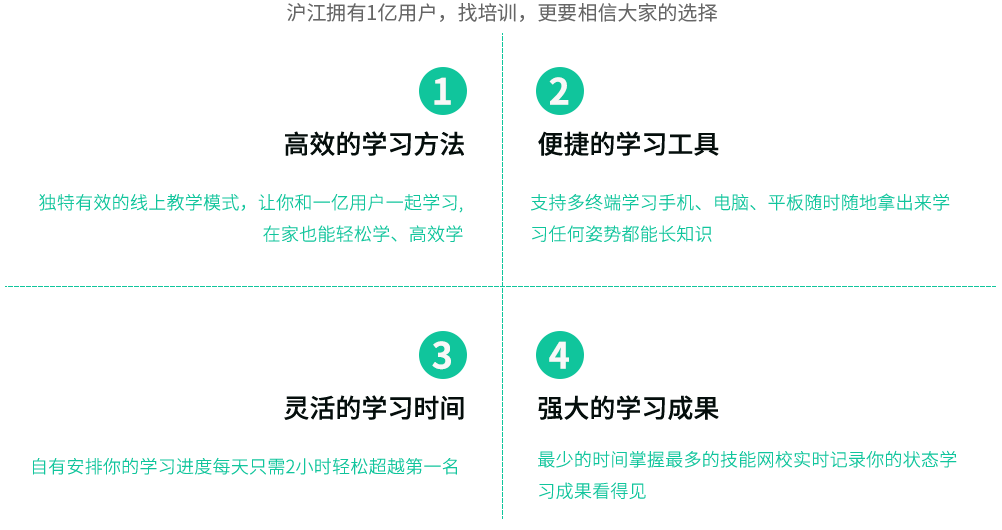 沪江拥有1亿用户，找培训，更要相信大家的选择
1
高效的学习方法
独特有效的线上教学模式，让你和一亿用户一起学习,
在家也能轻松学、高效学
2
便捷的学习工具
支持多终端学习手机、电脑、平板随时随地拿出来学
习任何姿势都能长知识
3
灵活的学习时间
自有安排你的学习进度每天只需2小时轻松超越第一名
4
强大的学习成果
最少的时间掌握最多的技能网校实时记录你的状态学
习成果看得见